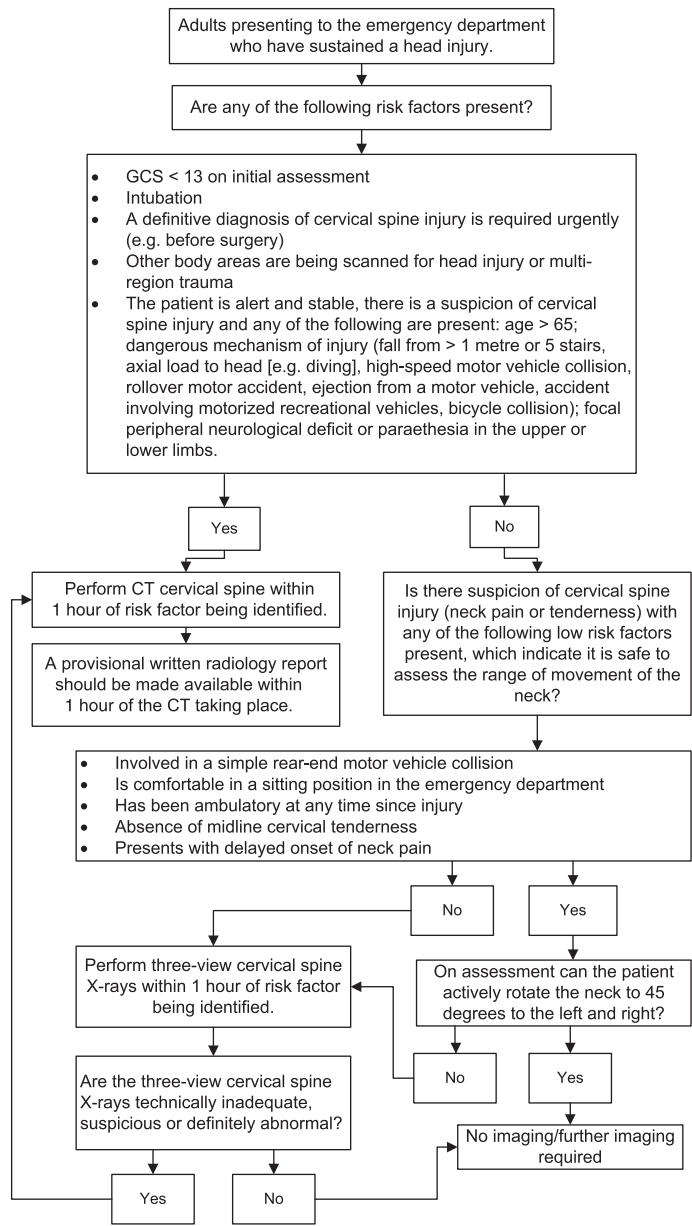 Adults presenting to the emergency department
who have sustained a head injury.
Are any of the following risk factors present?
• GCS < 13 on initial assessment
• Intubation
• A definitive diagnosis of cervical spine injury is required urgently
(e.g. before surgery)
• Other body areas are being scanned for head injury or multi-
region trauma
• The patient is alert and stable, there is a suspicion of cervical
spine injury and any of the following are present: age > 65;
dangerous mechanism of injury (fall from > 1 metre or 5 stairs,
axial load to head [e.g. diving], high-speed motor vehicle collision,
rollover motor accident, ejection from a motor vehicle, accident
involving motorized recreational vehicles, bicycle collision); focal
peripheral neurological deficit or paraethesia in the upper or
lower limbs.
Yes
No
Perform CT cervical spine within
1 hour of risk factor being identified.
A provisional written radiology report
should be made available within
1 hour of the CT taking place.
Is there suspicion of cervical spine
injury (neck pain or tenderness) with
any of the following low risk factors
present, which indicate it is safe to
assess the range of movement of the
neck?
• Involved in a simple rear-end motor vehicle collision
• Is comfortable in a sitting position in the emergency department
• Has been ambulatory at any time since injury
• Absence of midline cervical tenderness
• Presents with delayed onset of neck pain
No
Yes
Perform three-view cervical spine
X-rays within 1 hour of risk factor
being identified.
On assessment can the patient
actively rotate the neck to 45
degrees to the left and right?
No
Yes
Are the three-view cervical spine
X-rays technically inadequate,
suspicious or definitely abnormal?
No imaging/further imaging
required
Yes
No